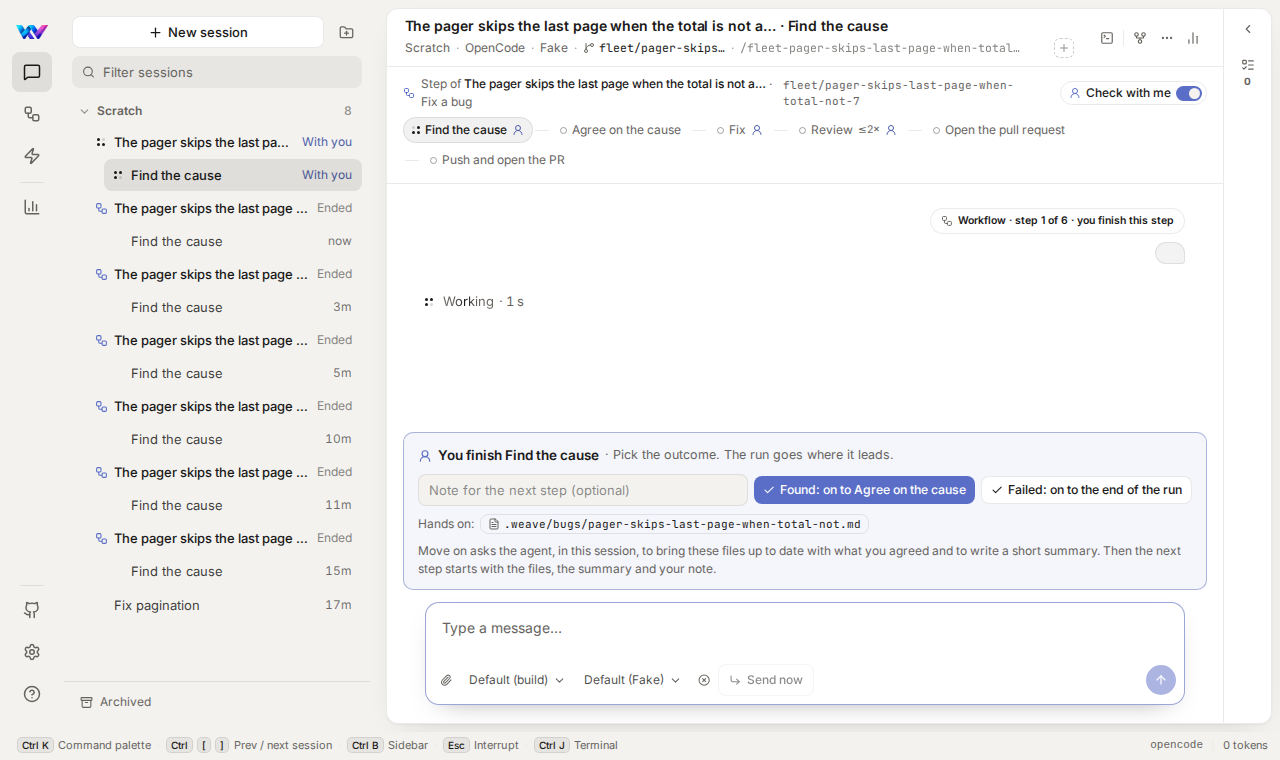 New session
Filter sessions
Scratch 8
The pager skips the last pa... With you
Find the cause With you
The pager skips the last page ... Ended
Find the cause now
The pager skips the last page ... Ended
Find the cause 3m
The pager skips the last page ... Ended
Find the cause 5m
The pager skips the last page ... Ended
Find the cause 10m
The pager skips the last page ... Ended
Find the cause 11m
The pager skips the last page ... Ended
Find the cause 15m
Fix pagination 17m
Archived
The pager skips the last page when the total is not a... · Find the cause
Scratch · OpenCode · Fake · fleet/pager-skips… · /fleet-pager-skips-last-page-when-total…
Step of The pager skips the last page when the total is not a... · Fix a bug
fleet/pager-skips-last-page-when-total-not-7
Check with me
Find the cause
Agree on the cause
Fix
Review ≤2×
Open the pull request
Push and open the PR
0
Workflow · step 1 of 6 · you finish this step
Working · 1 s
You finish Find the cause · Pick the outcome. The run goes where it leads.
Note for the next step (optional)
Found: on to Agree on the cause
Failed: on to the end of the run
Hands on: .weave/bugs/pager-skips-last-page-when-total-not.md
Move on asks the agent, in this session, to bring these files up to date with what you agreed and to write a short summary. Then the next
step starts with the files, the summary and your note.
Type a message...
Default (build)
Default (Fake)
Send now
Ctrl K Command palette
Ctrl [ ] Prev / next session
Ctrl B Sidebar
Esc Interrupt
Ctrl J Terminal
opencode
0 tokens